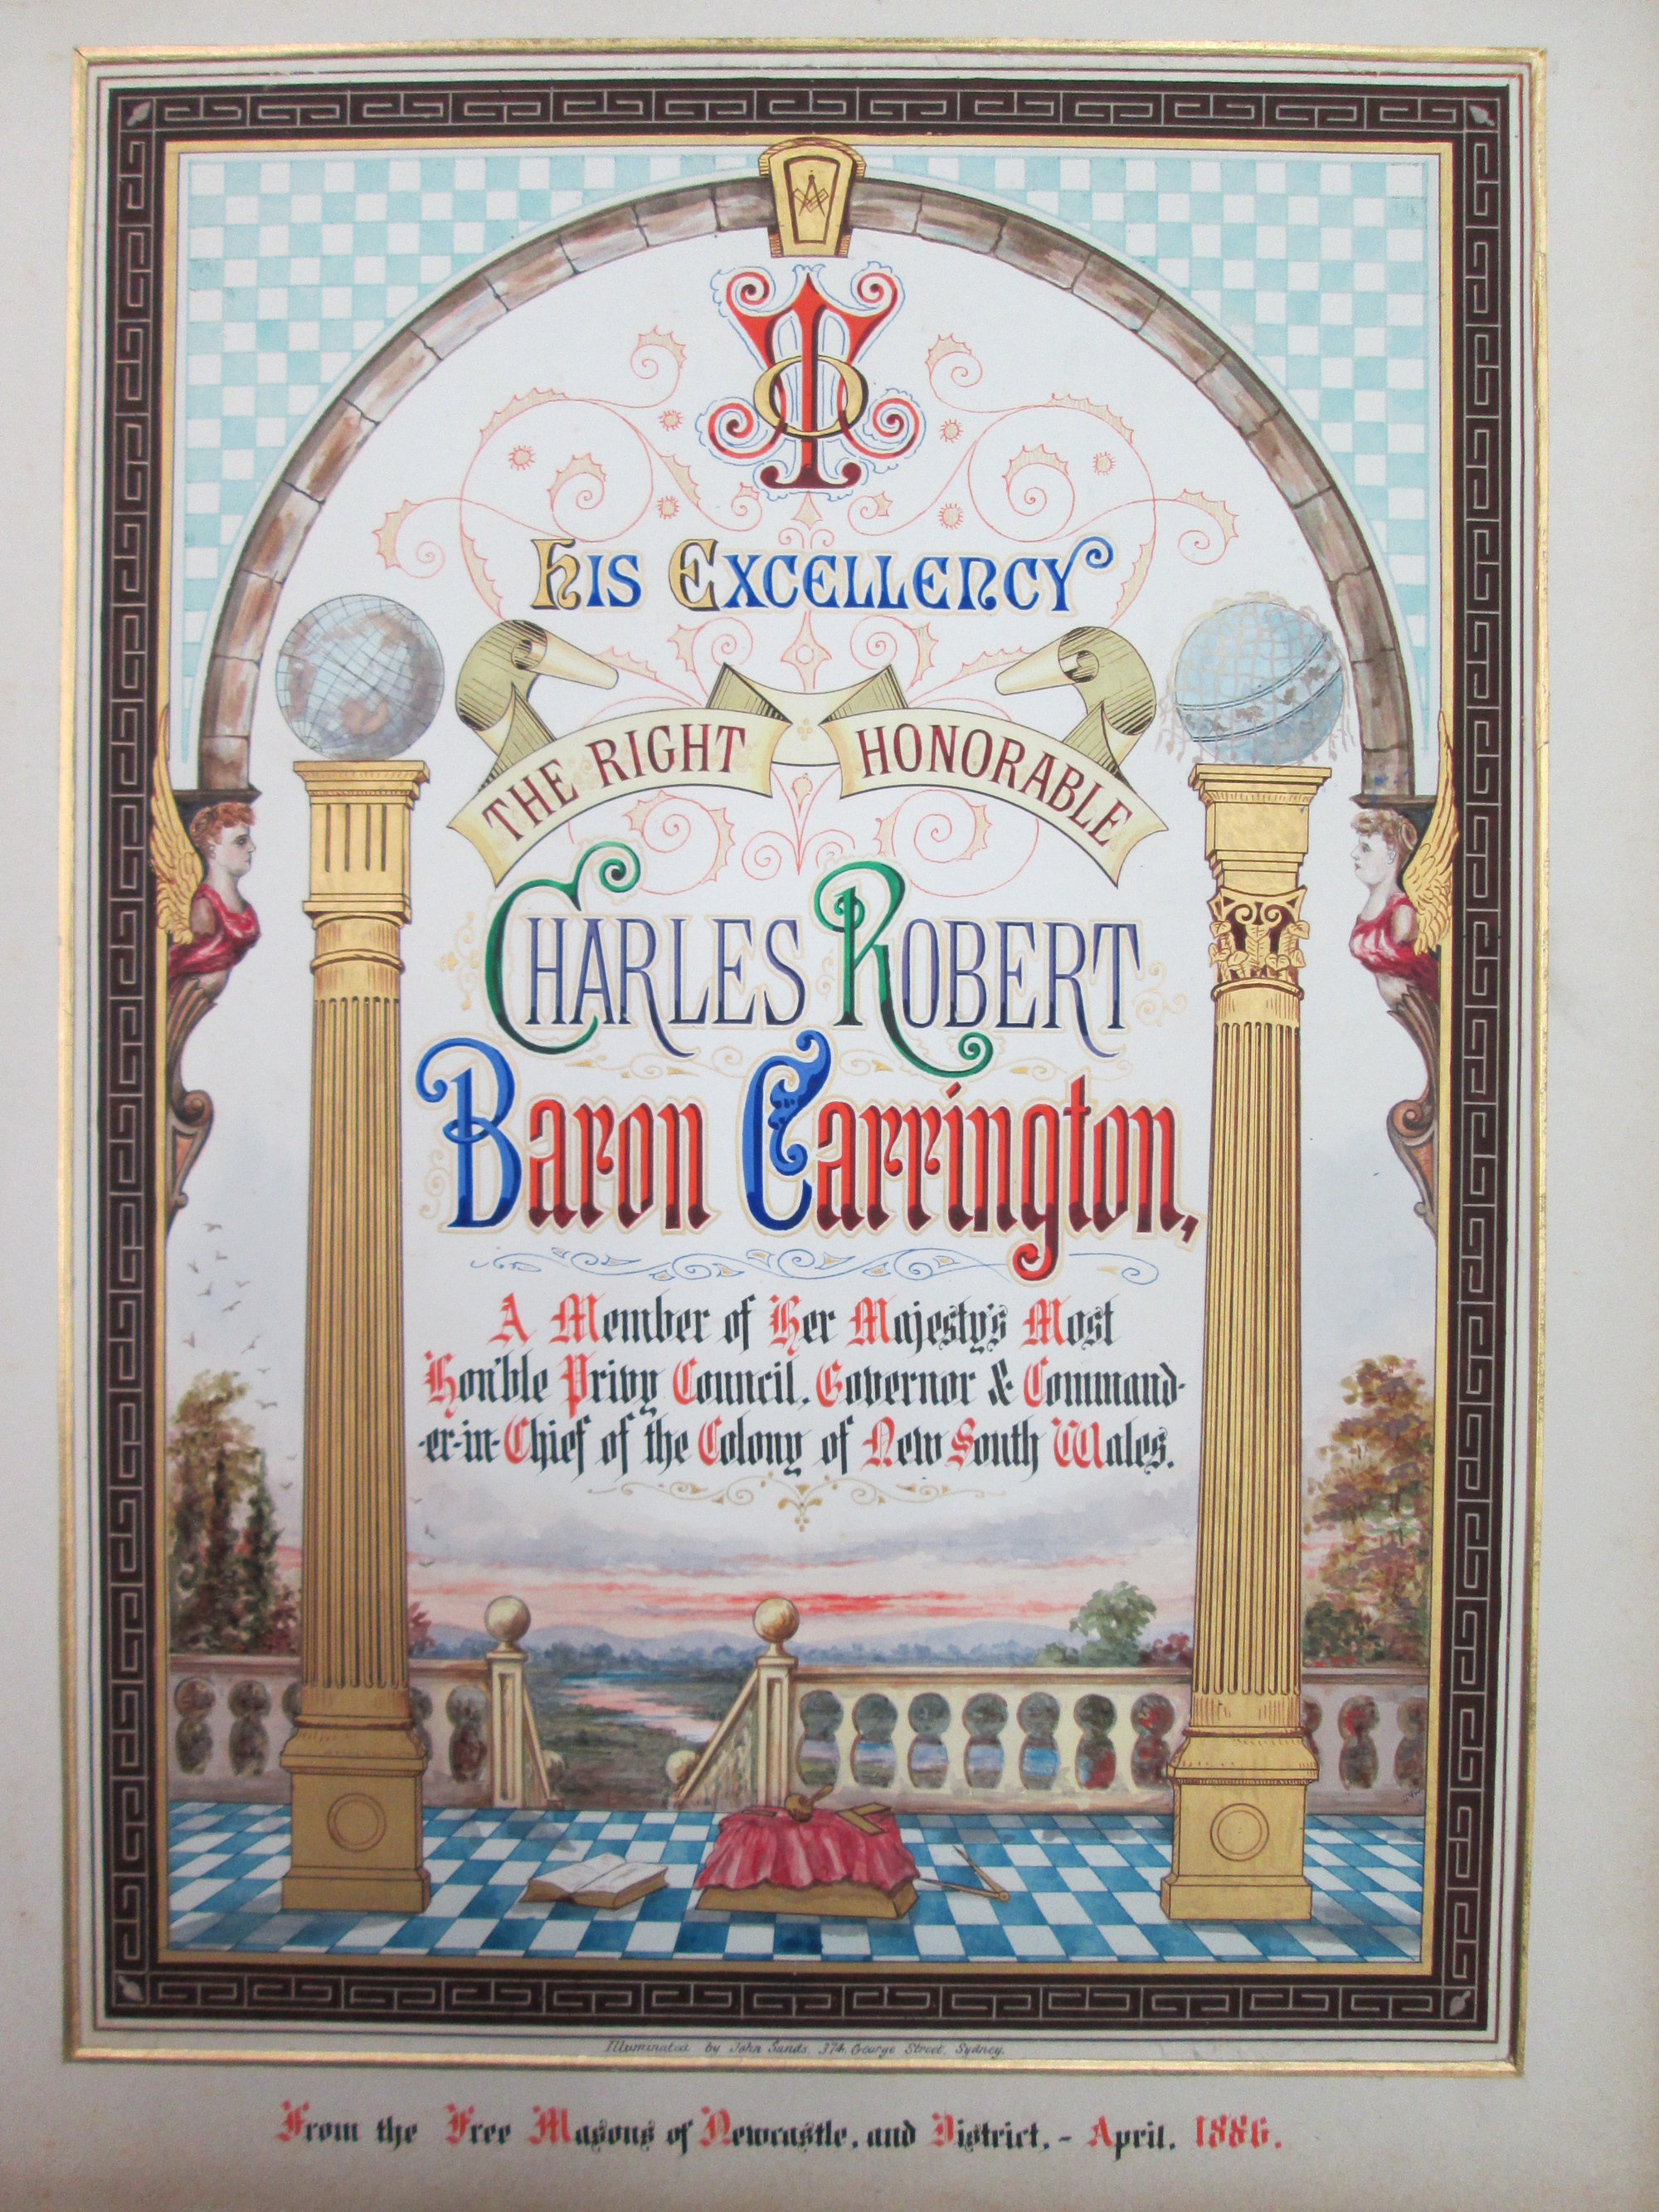 TO
His Excellency
THE RIGHT HONORABLE
CHARLES ROBERT
Baron Carrington,
A Member of Her Majesty's Most
Hon'ble Privy Council, Governor & Command-
-er-in-Chief of the Colony of New South Wales.
Illuminated by John Sands, 374, George Street, Sydney.
From the Free Masons of Newcastle, and District, - April, 1886.